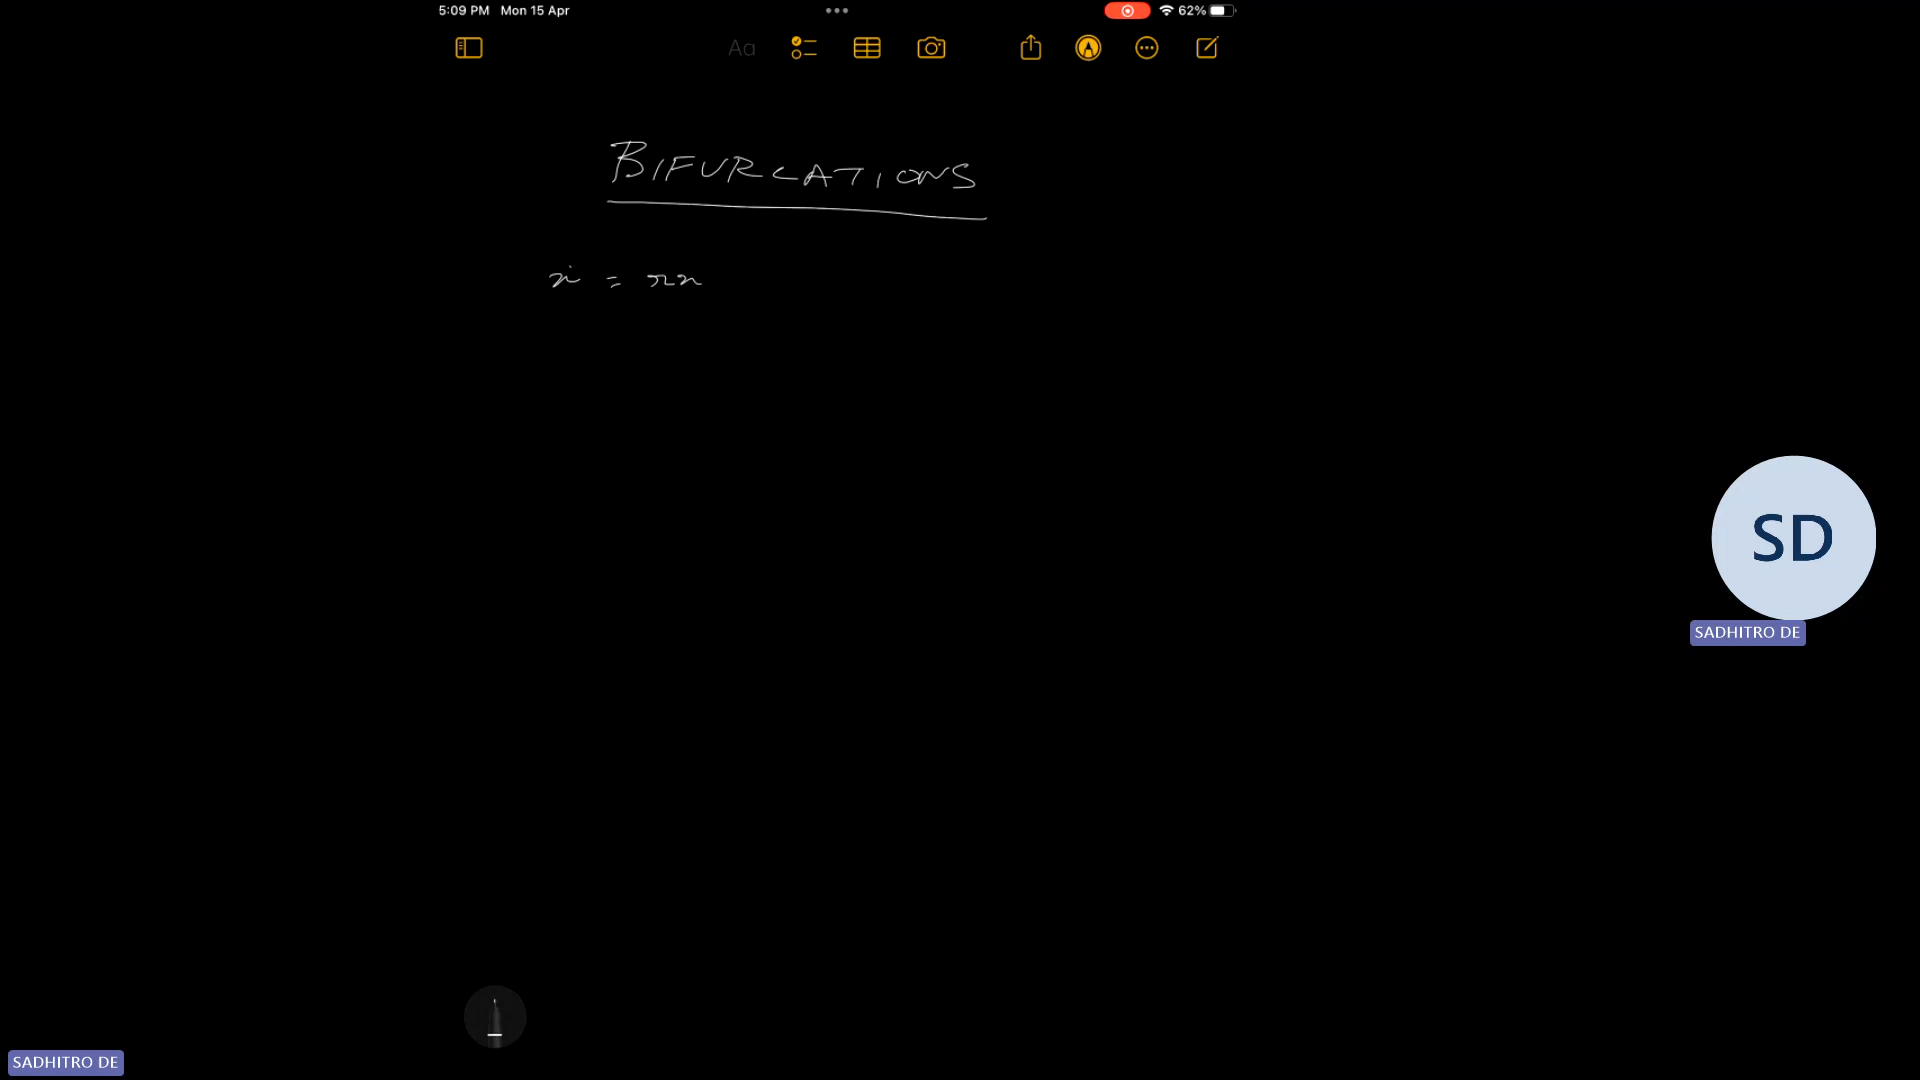 5:09 PM Mon 15 Apr
62%
Aa
BIFURCATIONS
ẋ = rx
SD
SADHITRO DE
SADHITRO DE